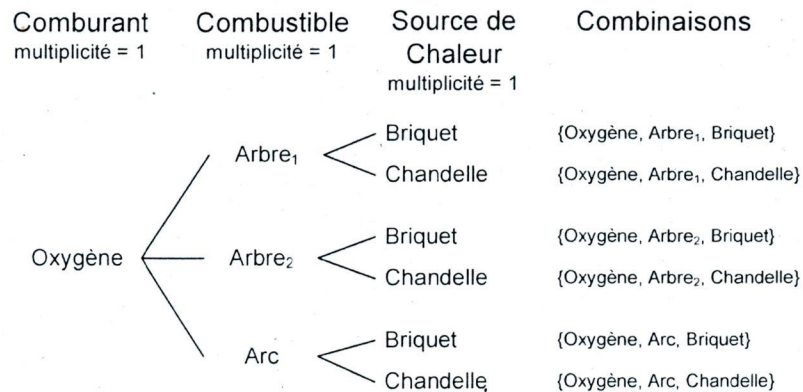 Comburant
multiplicité = 1
Combustible
multiplicité = 1
Source de
Chaleur
multiplicité = 1
Combinaisons
Oxygène
Arbre₁
Briquet
{Oxygène, Arbre₁, Briquet}
Chandelle
{Oxygène, Arbre₁, Chandelle}
Arbre₂
Briquet
{Oxygène, Arbre₂, Briquet}
Chandelle
{Oxygène, Arbre₂, Chandelle}
Arc
Briquet
{Oxygène, Arc, Briquet}
Chandelle
{Oxygène, Arc, Chandelle}